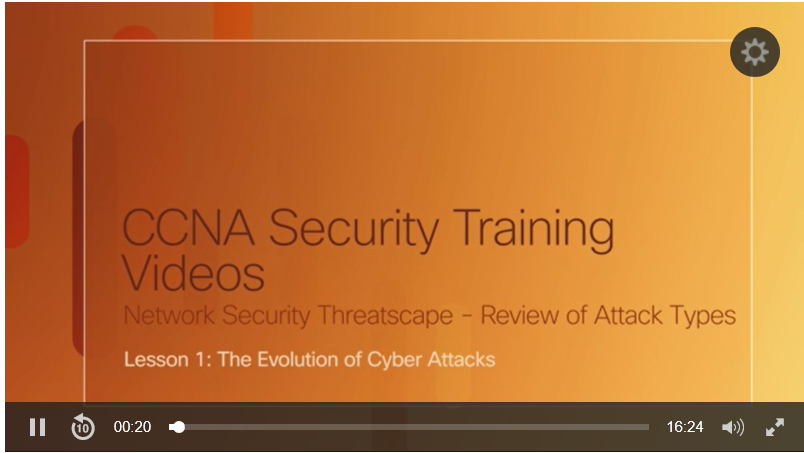 CCNA Security Training
Videos
Network Security Threatscape - Review of Attack Types
Lesson 1: The Evolution of Cyber Attacks
10
00:20
16:24